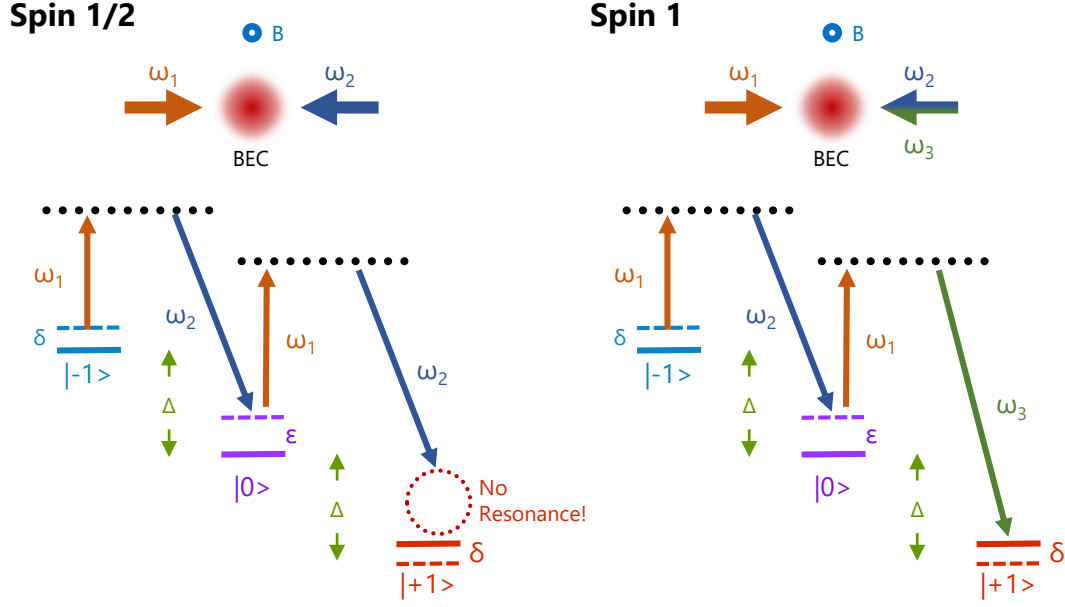 Spin 1/2
B
ω1
ω2
BEC
ω1
ω2
ω1
ω2
δ
|-1>
Δ
ε
|0>
Δ
No
Resonance!
δ
|+1>
Spin 1
B
ω1
ω2
ω3
BEC
ω1
ω2
ω1
ω3
δ
|-1>
Δ
ε
|0>
Δ
δ
|+1>